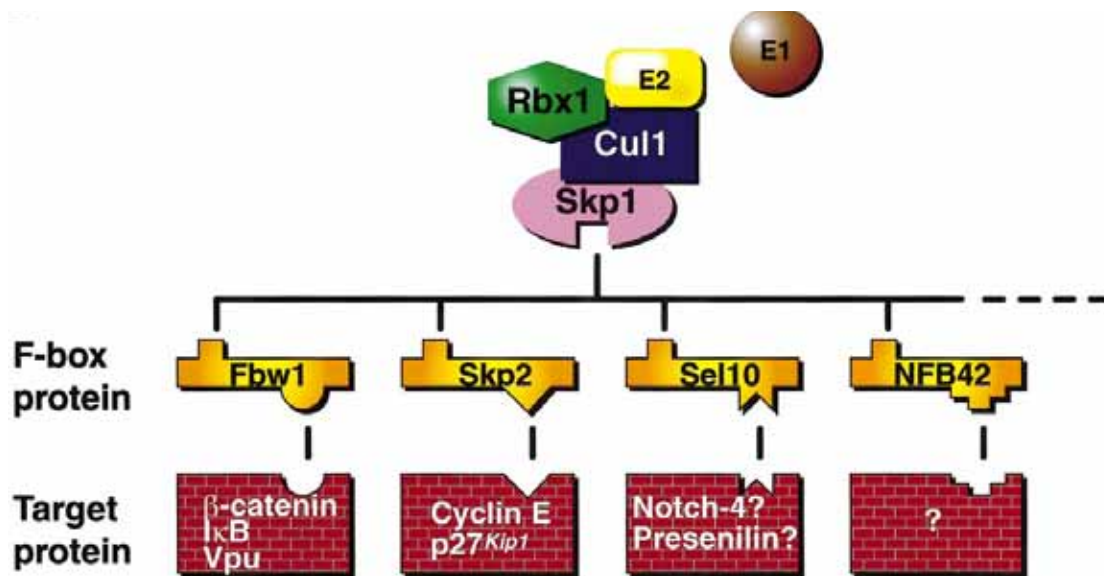 E1
E2
Rbx1
Cul1
Skp1
F-box
protein
Fbw1
Skp2
Sel10
NFB42
Target
protein
β-catenin
IκB
Vpu
Cyclin E
p27Kip1
Notch-4?
Presenilin?
?